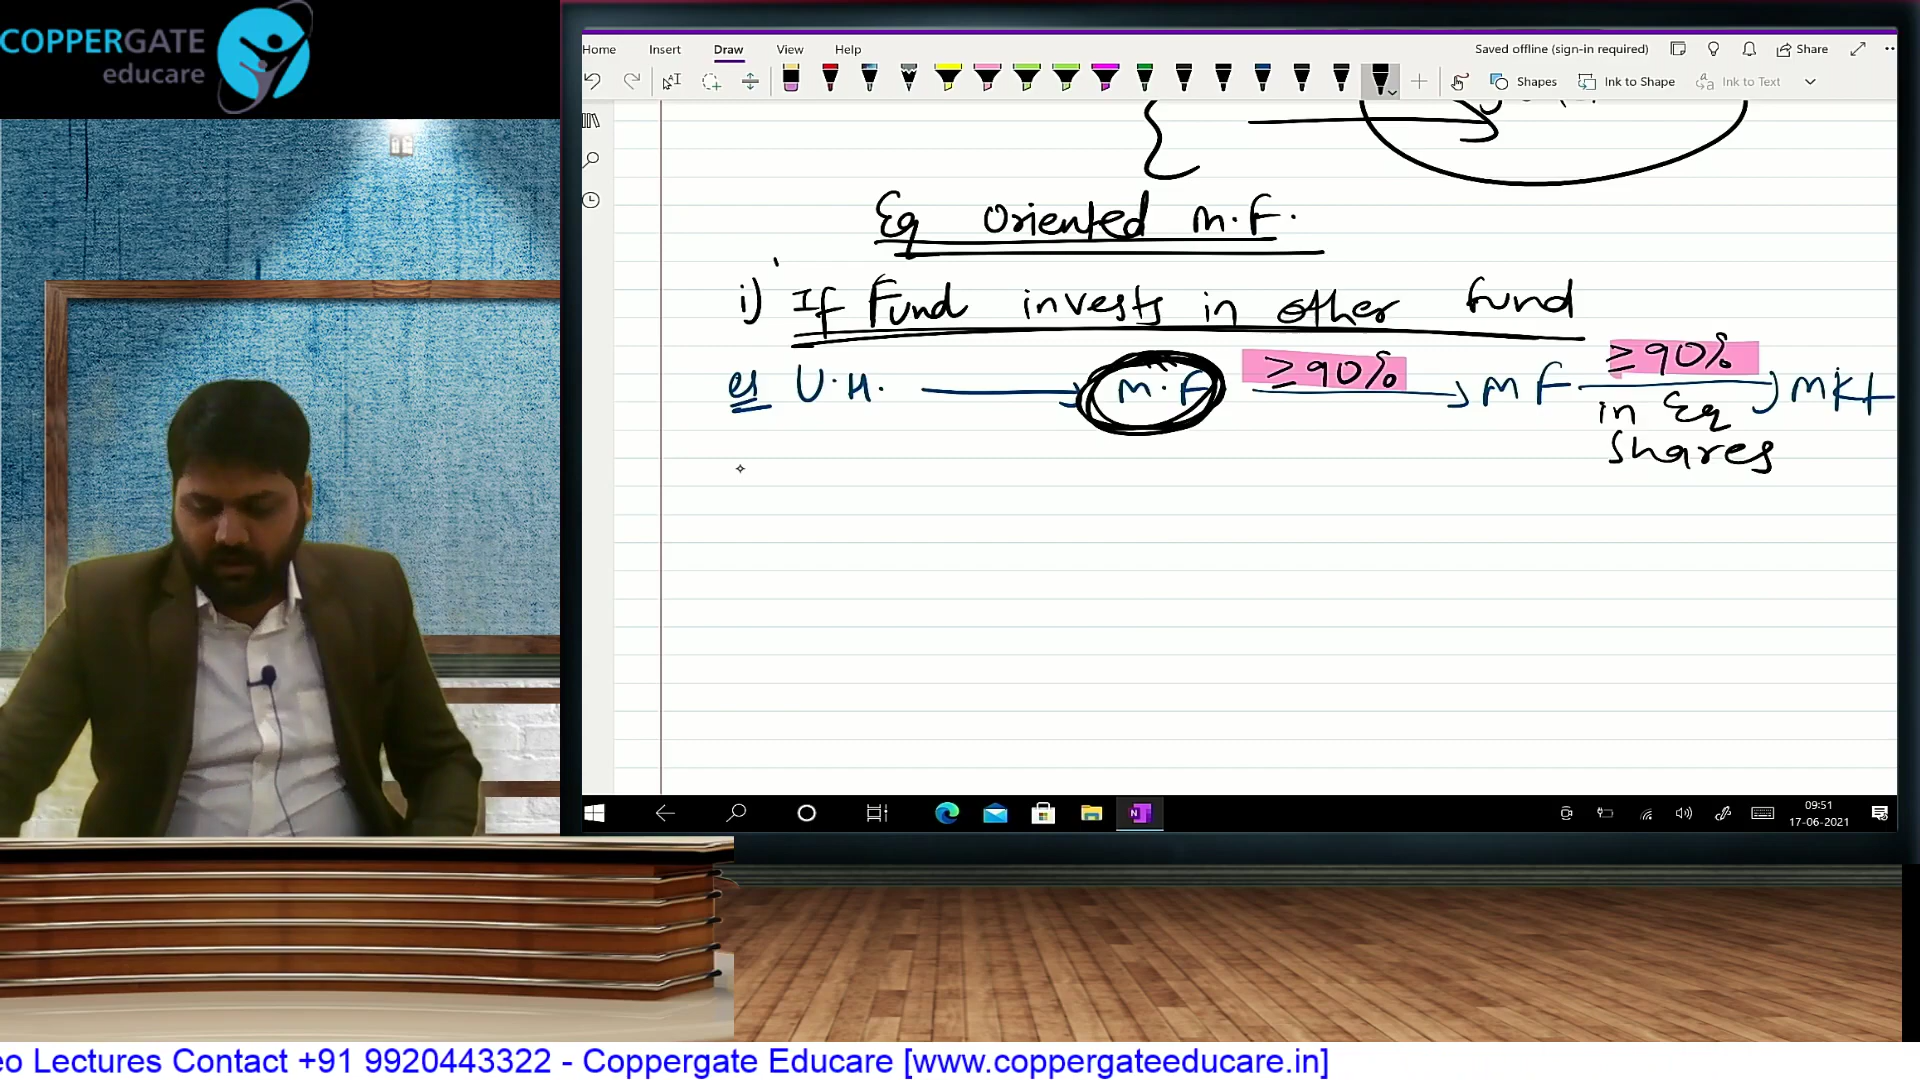 COPPERGATE
educare
Home Insert Draw View Help
Saved offline (sign-in required)
Share
Shapes
Ink to Shape
Ink to Text
Eq Oriented M.F.
i) If Fund invests in other fund
eg U.H. M.F ≥90% MF ≥90% Mkt
in Eq
Shares
09:51
17-06-2021
eo Lectures Contact +91 9920443322 - Coppergate Educare [www.coppergateeducare.in]